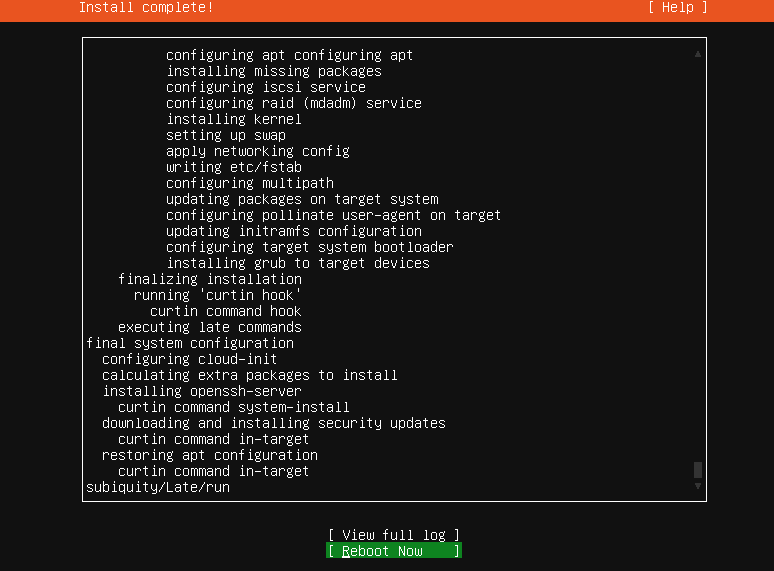 Install complete! [ Help ]
configuring apt configuring apt
installing missing packages
configuring iscsi service
configuring raid (mdadm) service
installing kernel
setting up swap
apply networking config
writing etc/fstab
configuring multipath
updating packages on target system
configuring pollinate user-agent on target
updating initramfs configuration
configuring target system bootloader
installing grub to target devices
finalizing installation
running 'curtin hook'
curtin command hook
executing late commands
final system configuration
configuring cloud-init
calculating extra packages to install
installing openssh-server
curtin command system-install
downloading and installing security updates
curtin command in-target
restoring apt configuration
curtin command in-target
subiquity/Late/run
[ View full log ]
[ Reboot Now ]